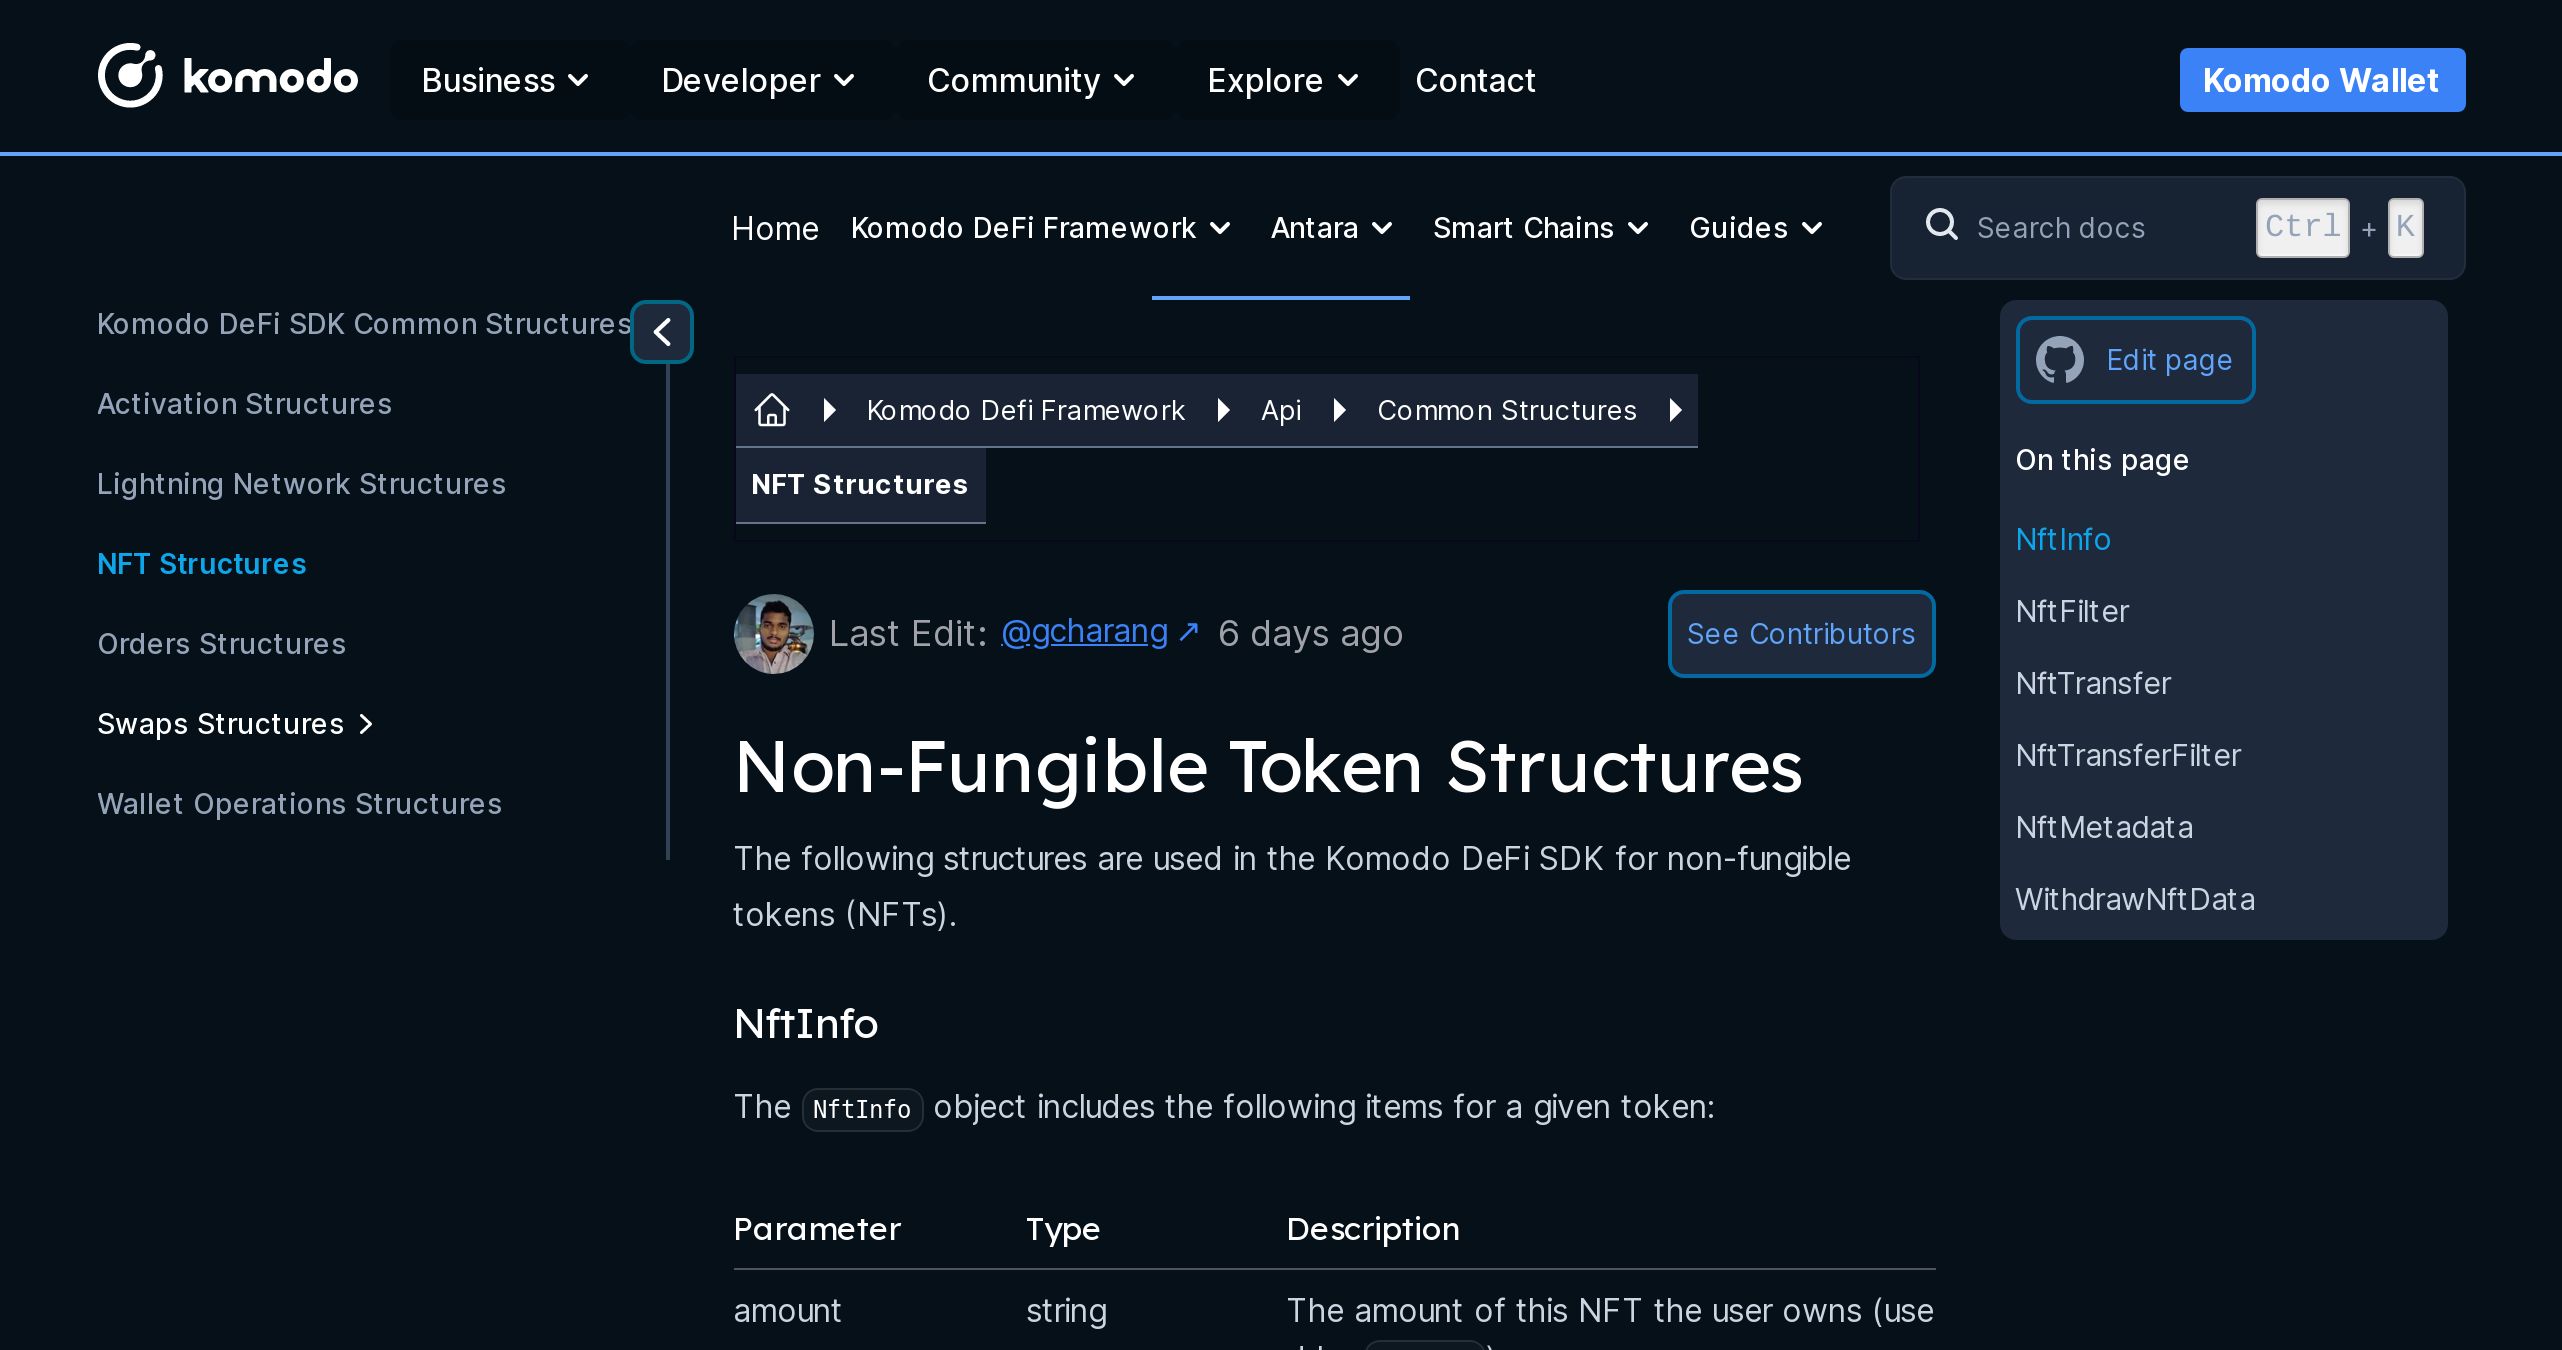 komodo Business Developer Community Explore Contact Komodo Wallet
Home Komodo DeFi Framework Antara Smart Chains Guides Search docs Ctrl + K
Komodo DeFi SDK Common Structures
Activation Structures
Lightning Network Structures
NFT Structures
Orders Structures
Swaps Structures
Wallet Operations Structures
Komodo Defi Framework Api Common Structures
NFT Structures
Last Edit: @gcharang ↗ 6 days ago See Contributors
Non-Fungible Token Structures
The following structures are used in the Komodo DeFi SDK for non-fungible
tokens (NFTs).
NftInfo
The NftInfo object includes the following items for a given token:
Parameter Type Description
amount string The amount of this NFT the user owns (use
Edit page
On this page
NftInfo
NftFilter
NftTransfer
NftTransferFilter
NftMetadata
WithdrawNftData